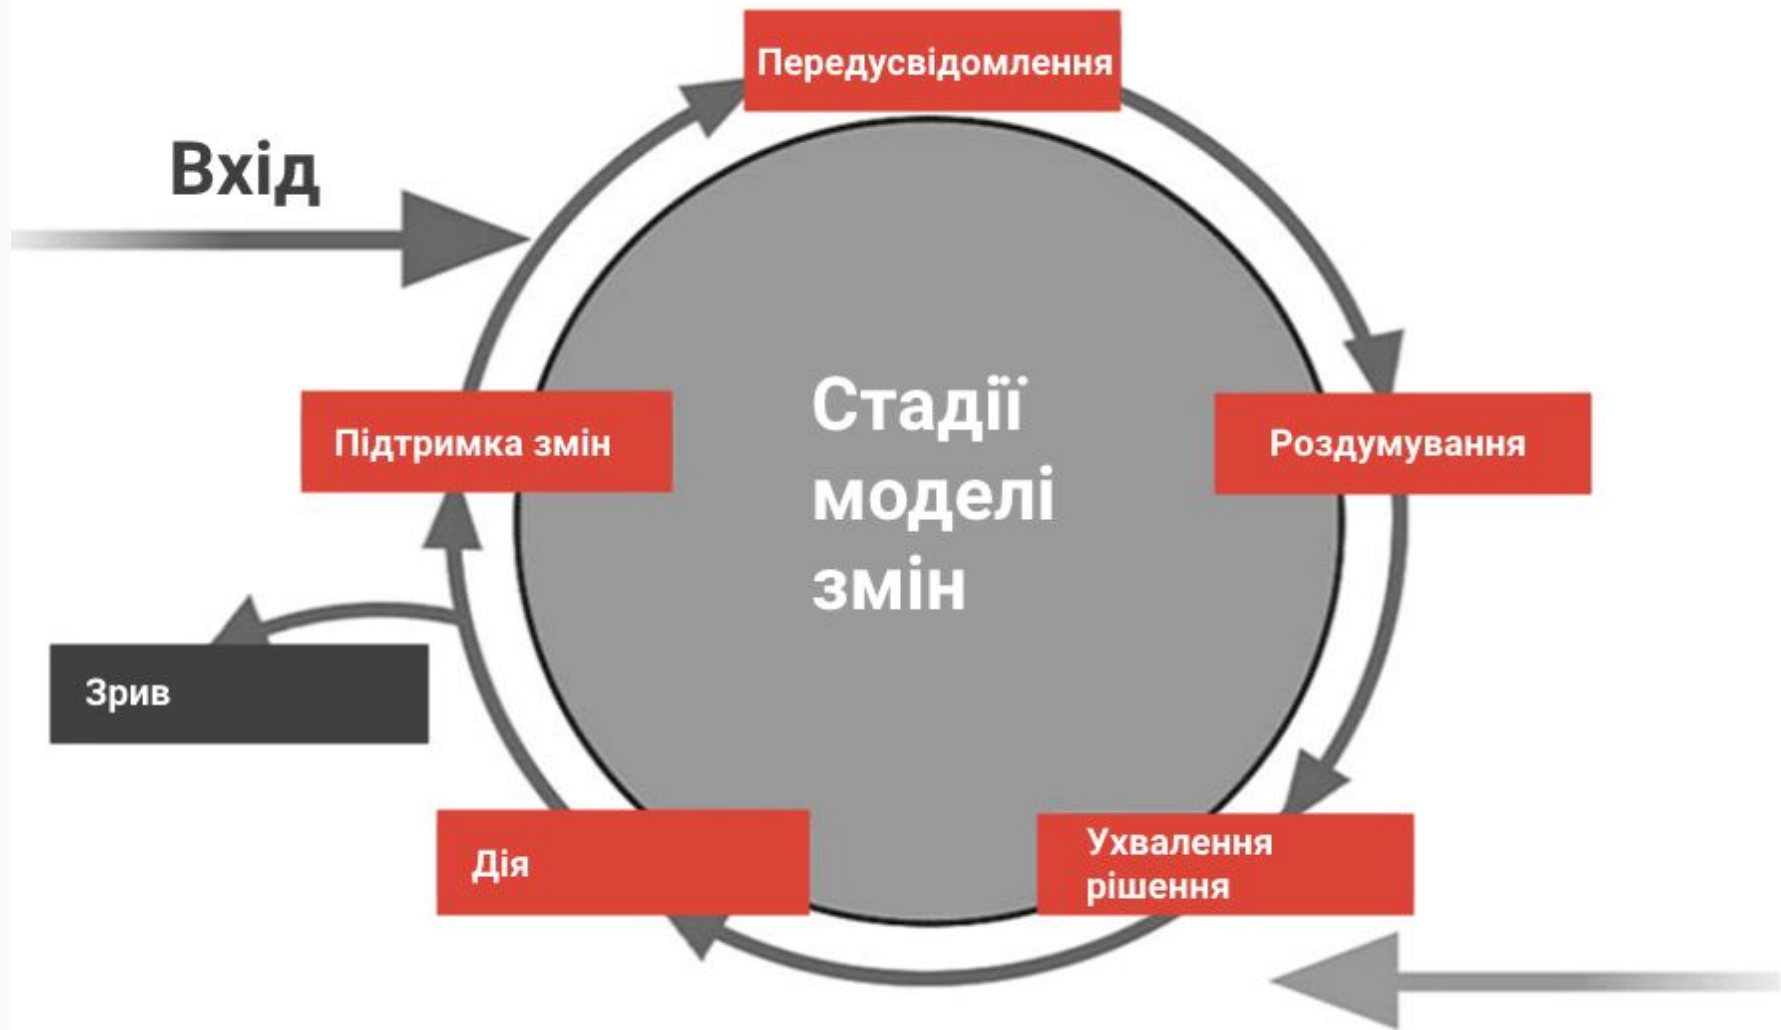 Передусвідомлення
Вхід
Стадії
моделі
змін
Підтримка змін
Роздумування
Зрив
Дія
Ухвалення
рішення